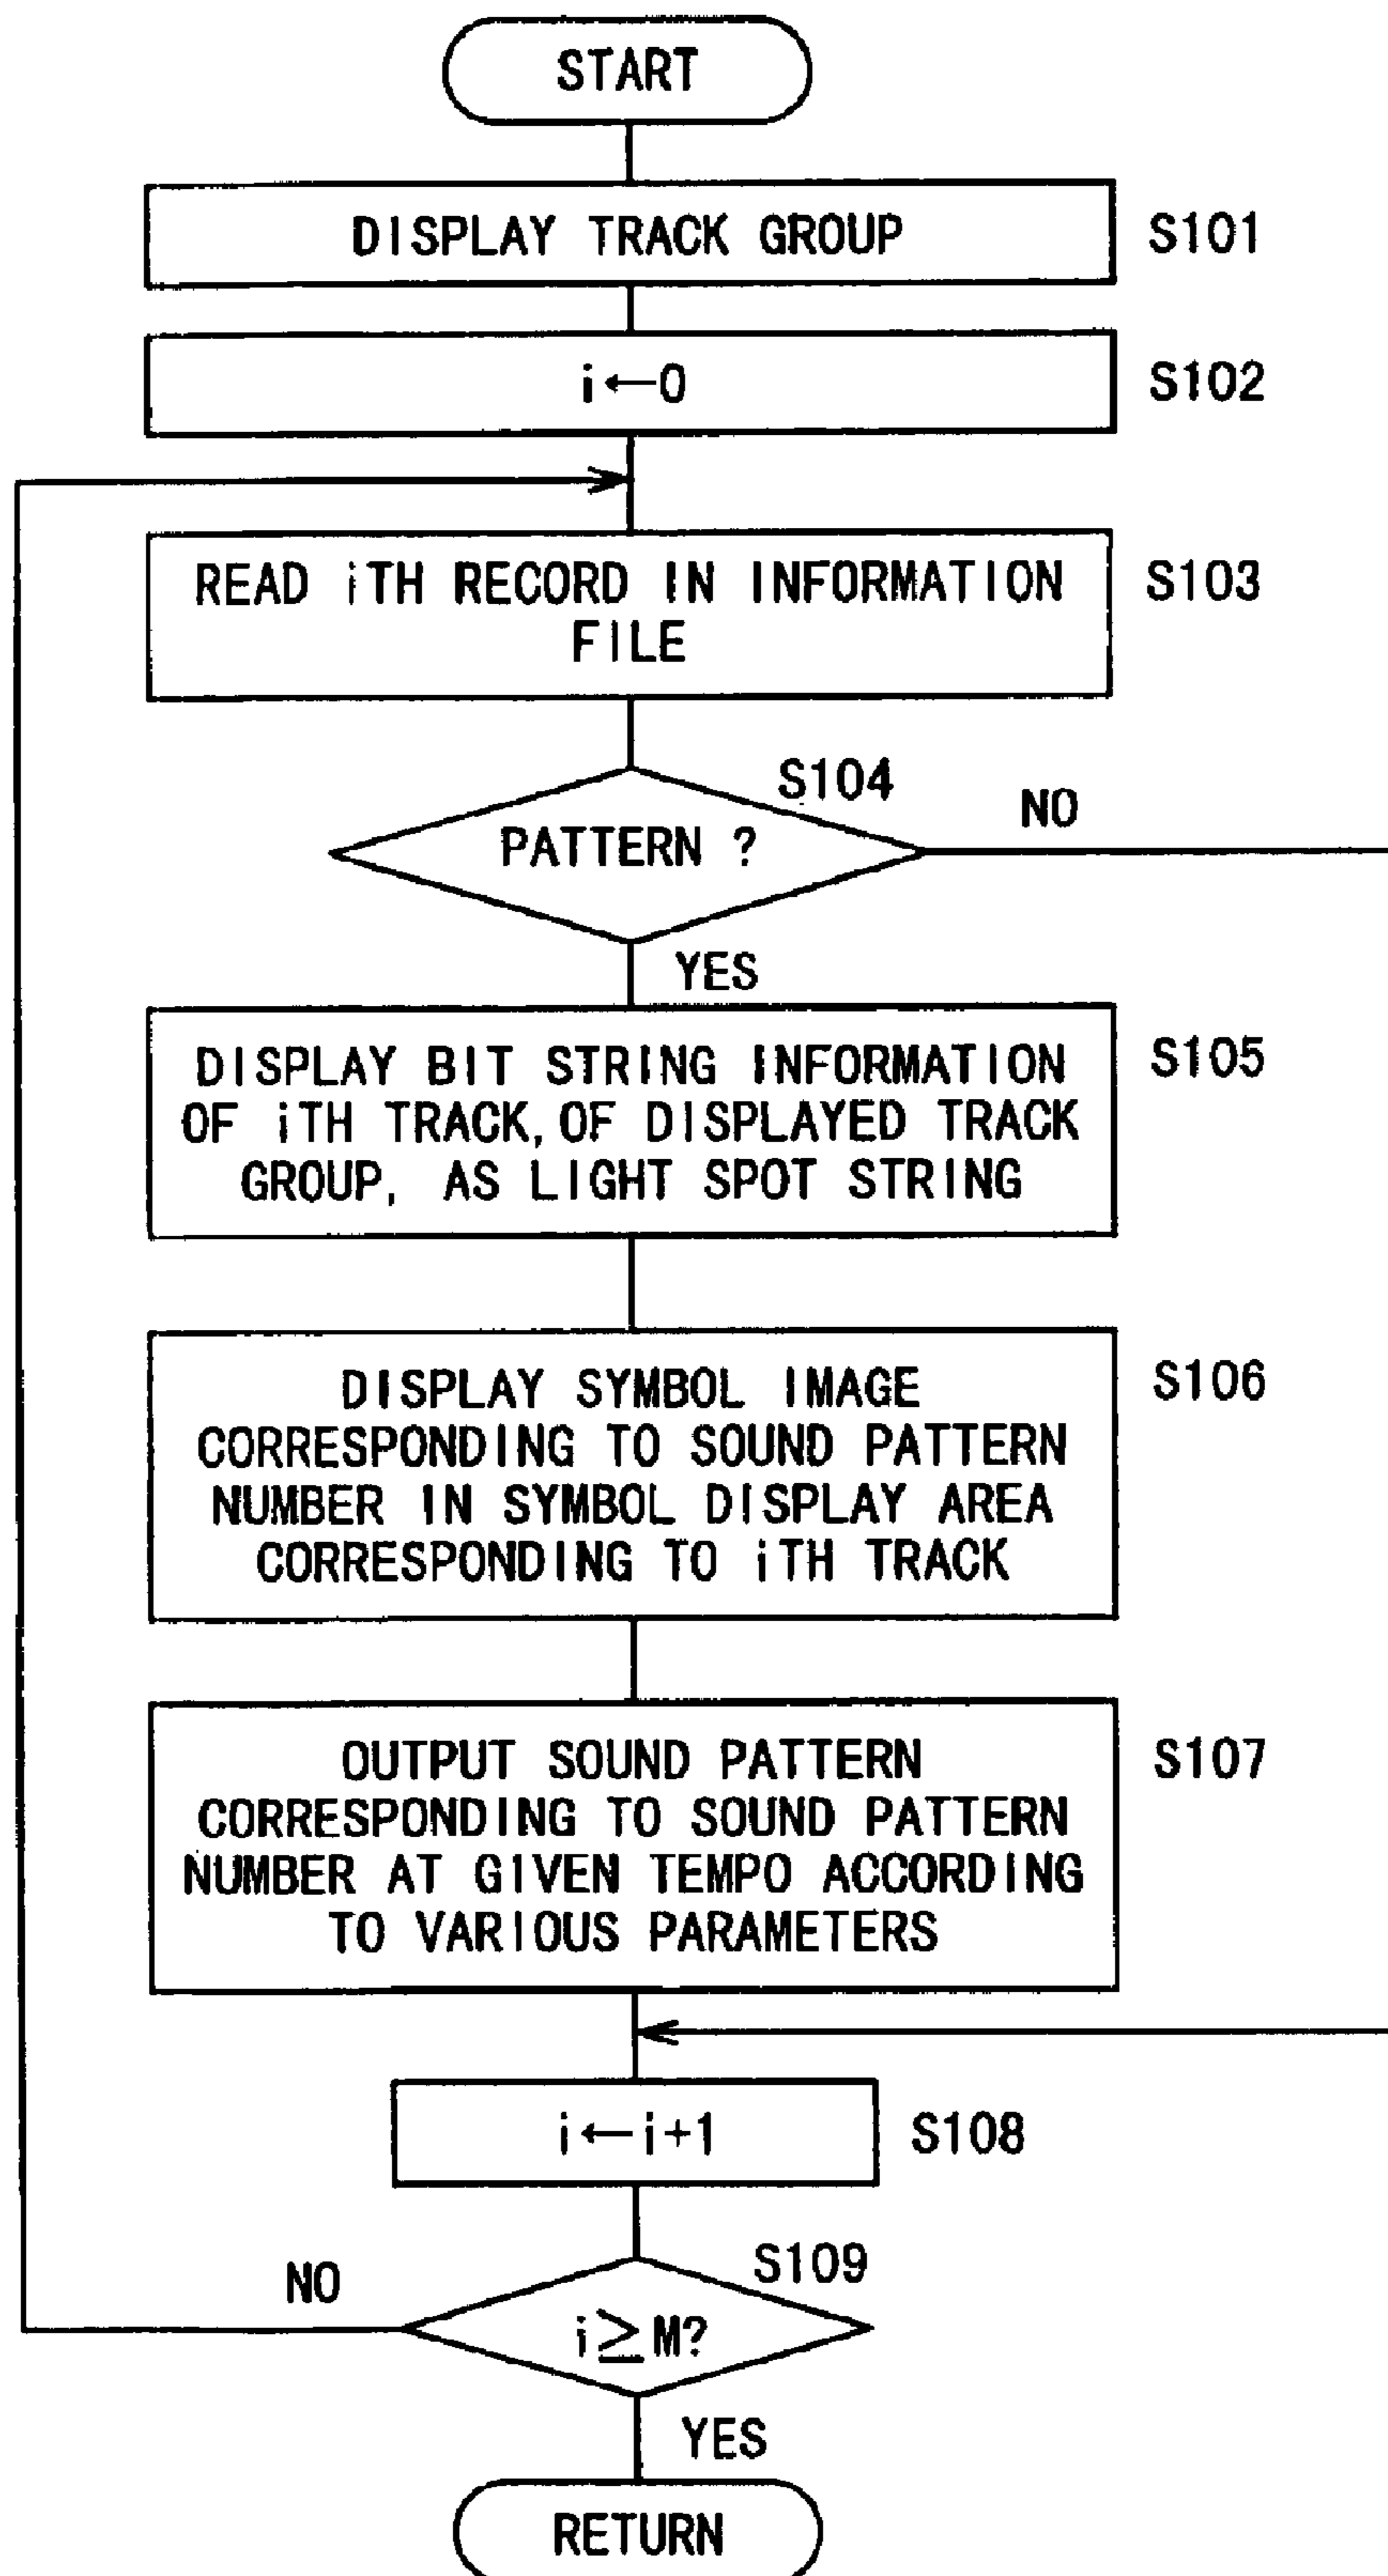 START
DISPLAY TRACK GROUP
S101
i←0
S102
READ iTH RECORD IN INFORMATION
FILE
S103
S104
PATTERN ?
NO
YES
DISPLAY BIT STRING INFORMATION
OF iTH TRACK, OF DISPLAYED TRACK
GROUP, AS LIGHT SPOT STRING
S105
DISPLAY SYMBOL IMAGE
CORRESPONDING TO SOUND PATTERN
NUMBER IN SYMBOL DISPLAY AREA
CORRESPONDING TO iTH TRACK
S106
OUTPUT SOUND PATTERN
CORRESPONDING TO SOUND PATTERN
NUMBER AT GIVEN TEMPO ACCORDING
TO VARIOUS PARAMETERS
S107
i←i+1
S108
S109
NO
i≧M?
YES
RETURN